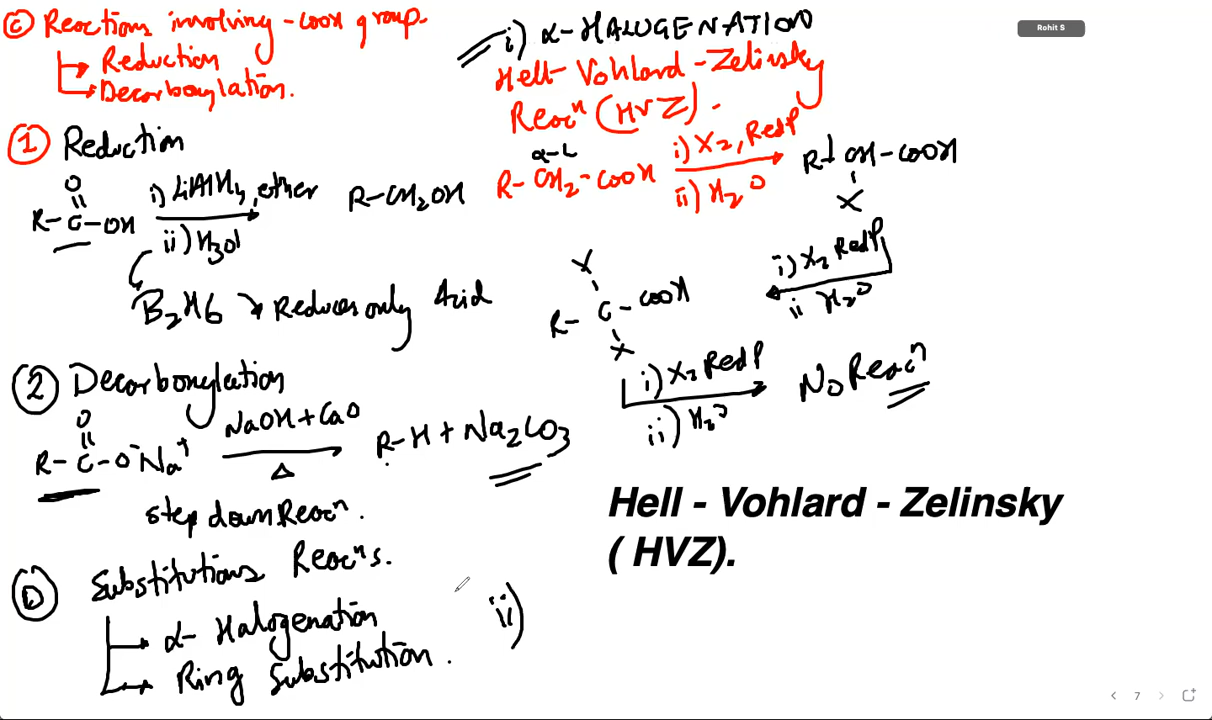 © Reactions involving -COOH group.
→ Reduction
→ Decarboxylation.
① Reduction
O
R-C-OH i) LiAlH4, ether R-CH2OH
ii) H3O+
B2H6 → Reduces only Acid
② Decarboxylation
O
R-C-O-Na+ NaOH + CaO R-H + Na2CO3
Δ
step down Reacn.
Ⓓ Substitutions Reacns.
→ α- Halogenation
→ Ring Substitution.
i) α-HALOGENATION
Hell-Vohlard-Zelinsky
Reacn (HVZ).
R-CH2-COOH i) X2, Red P R-CH-COOH
ii) H2O X
i) X2 Red P
ii H2O
X
R-C-COOH
X
i) X2 Red P No Reacn
ii) H2O
Hell - Vohlard - Zelinsky
( HVZ).
ii)
Rohit S
7